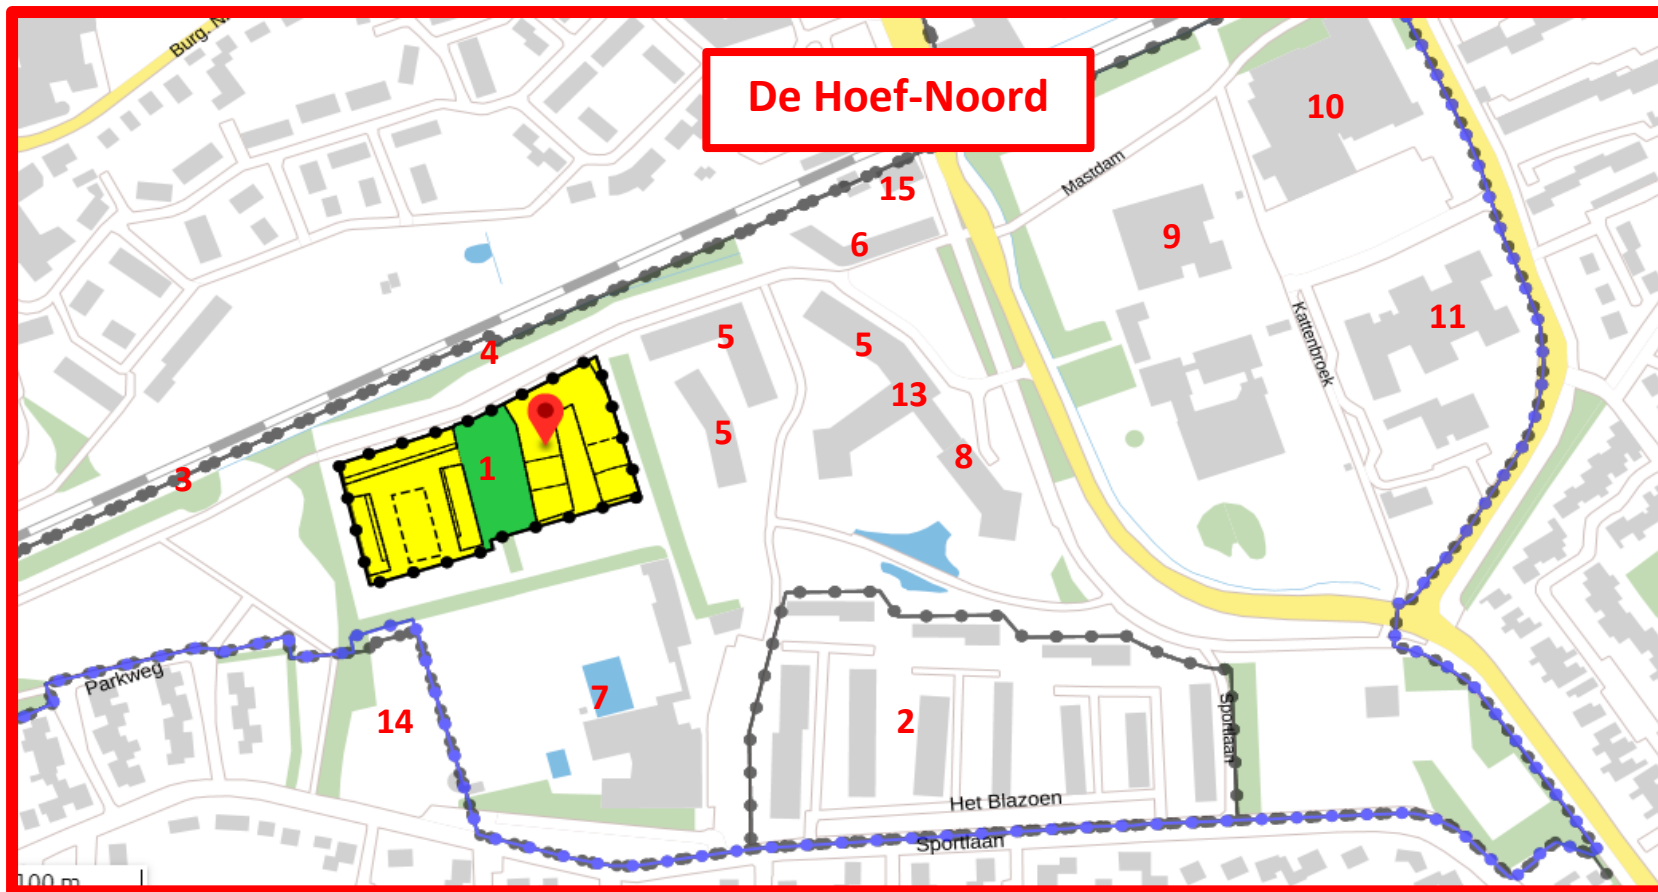 Burg. N
De Hoef-Noord
10
Mastdam
15
9
6
11
Kattenbroek
5
5
4
13
5
8
1
3
Parkweg
7
14
2
Sportlaan
Het Blazoen
Sportlaan
100 m